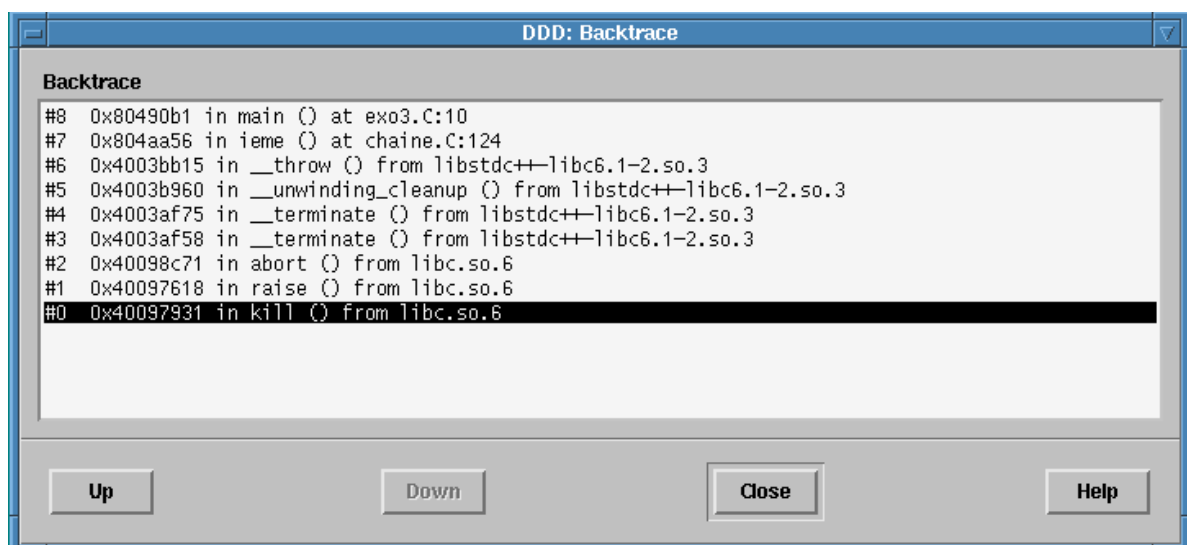 DDD: Backtrace
Backtrace
#8 0x80490b1 in main () at exo3.C:10
#7 0x804aa56 in ieme () at chaine.C:124
#6 0x4003bb15 in __throw () from libstdc++-libc6.1-2.so.3
#5 0x4003b960 in __unwinding_cleanup () from libstdc++-libc6.1-2.so.3
#4 0x4003af75 in __terminate () from libstdc++-libc6.1-2.so.3
#3 0x4003af58 in __terminate () from libstdc++-libc6.1-2.so.3
#2 0x40098c71 in abort () from libc.so.6
#1 0x40097618 in raise () from libc.so.6
#0 0x40097931 in kill () from libc.so.6
Up Down Close Help